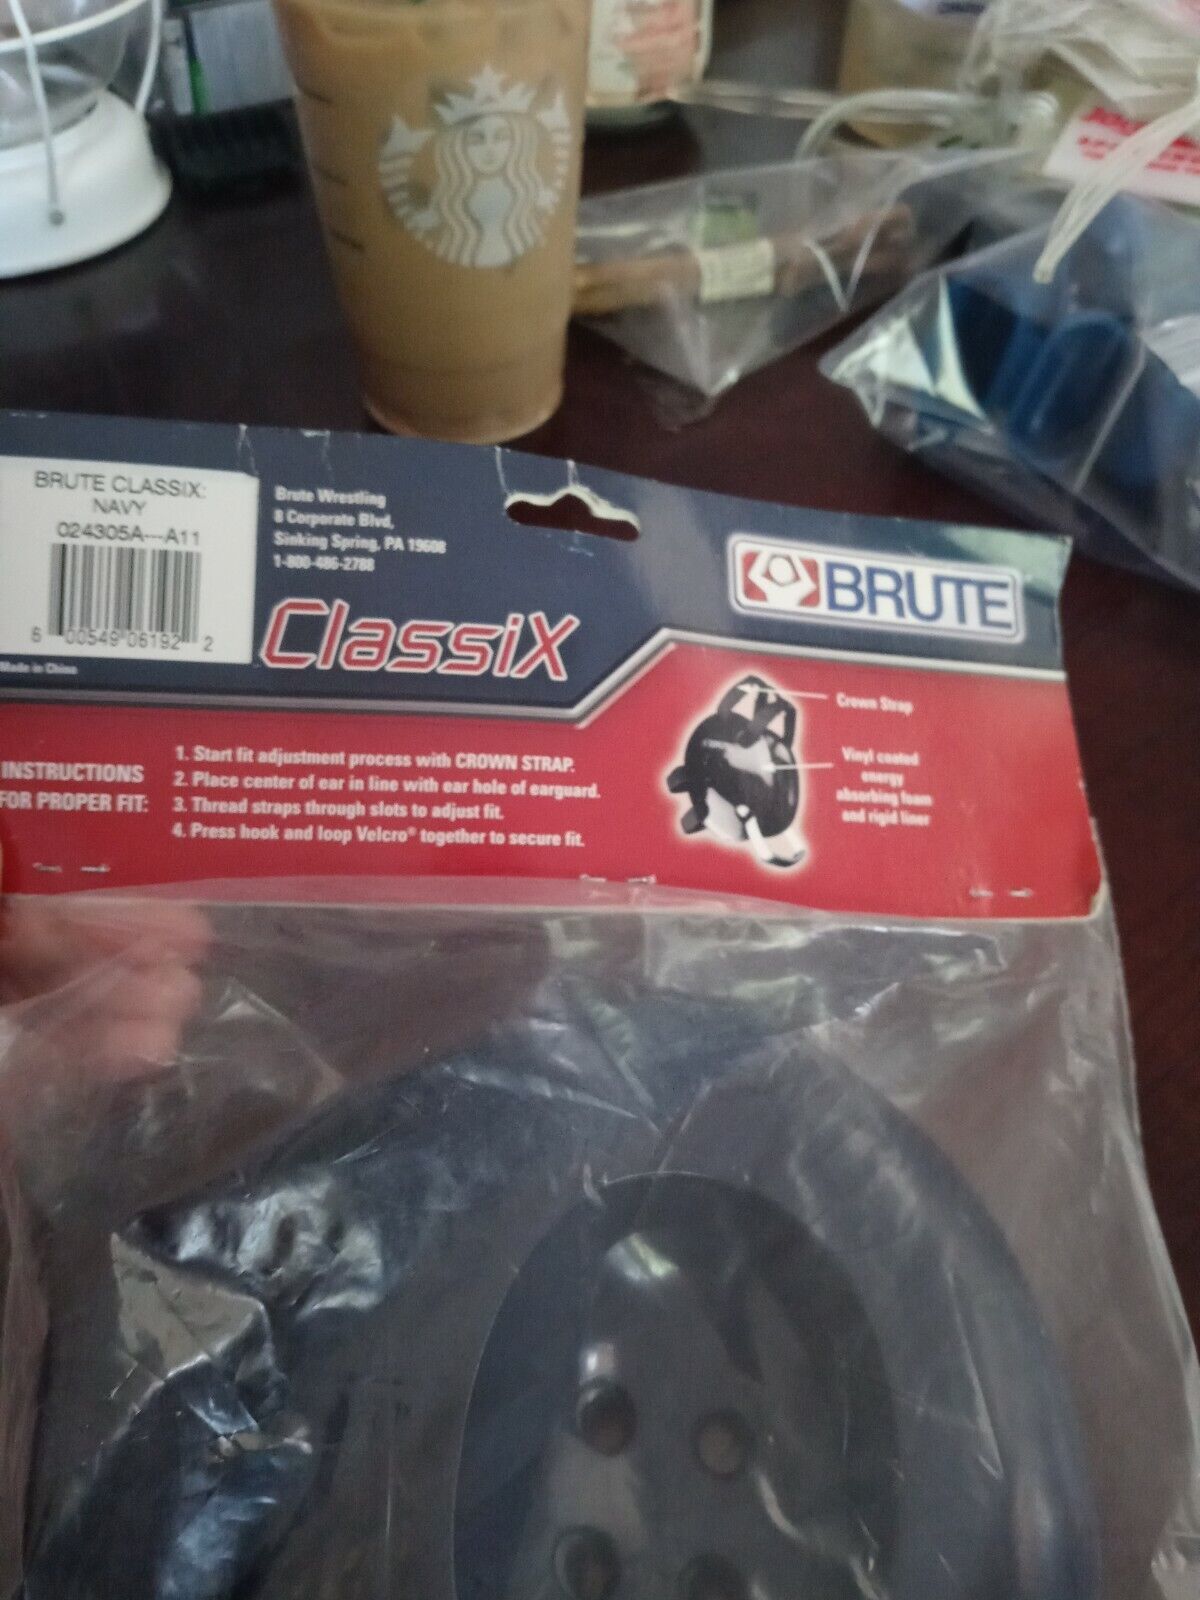 BRUTE CLASSIX:
NAVY
024305A---A11
6 00549 06192 2
Made in China
Brute Wrestling
8 Corporate Blvd,
Sinking Spring, PA 19608
1-800-486-2788
ClassiX
BRUTE
INSTRUCTIONS
FOR PROPER FIT:
1. Start fit adjustment process with CROWN STRAP.
2. Place center of ear in line with ear hole of earguard.
3. Thread straps through slots to adjust fit.
4. Press hook and loop Velcro® together to secure fit.
Crown Strap
Vinyl coated
energy
absorbing foam
and rigid liner